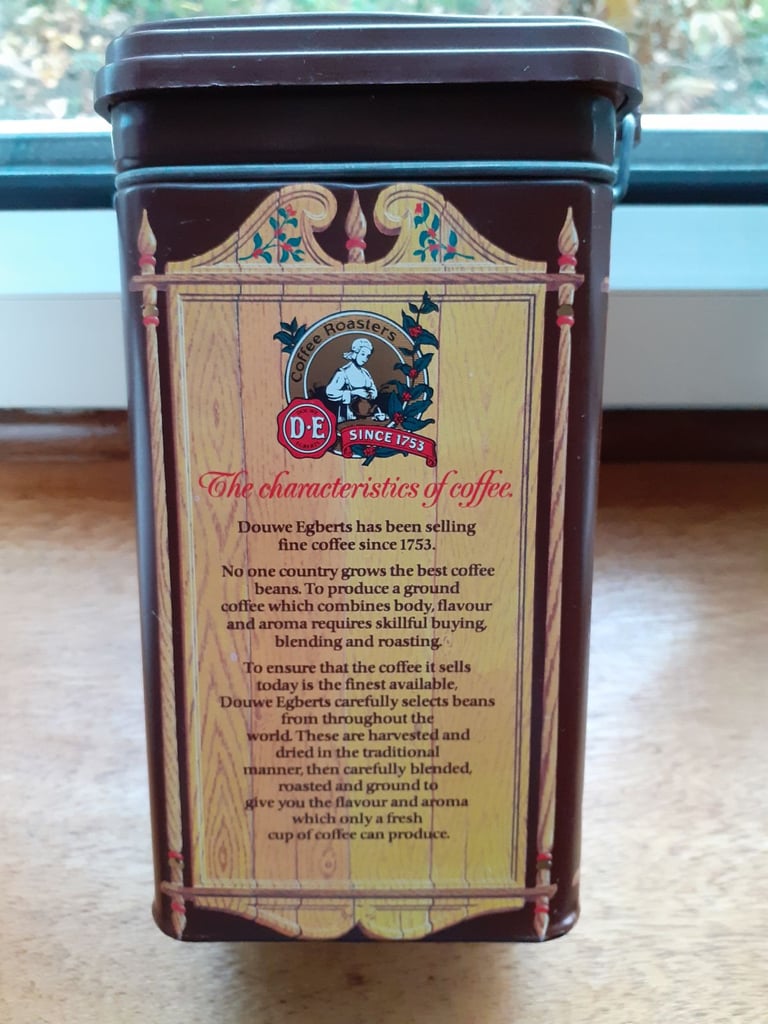 Coffee Roasters
D·E
SINCE 1753
The characteristics of coffee.
Douwe Egberts has been selling
fine coffee since 1753.
No one country grows the best coffee
beans. To produce a ground
coffee which combines body, flavour
and aroma requires skillful buying,
blending and roasting.
To ensure that the coffee it sells
today is the finest available,
Douwe Egberts carefully selects beans
from throughout the
world. These are harvested and
dried in the traditional
manner, then carefully blended,
roasted and ground to
give you the flavour and aroma
which only a fresh
cup of coffee can produce.